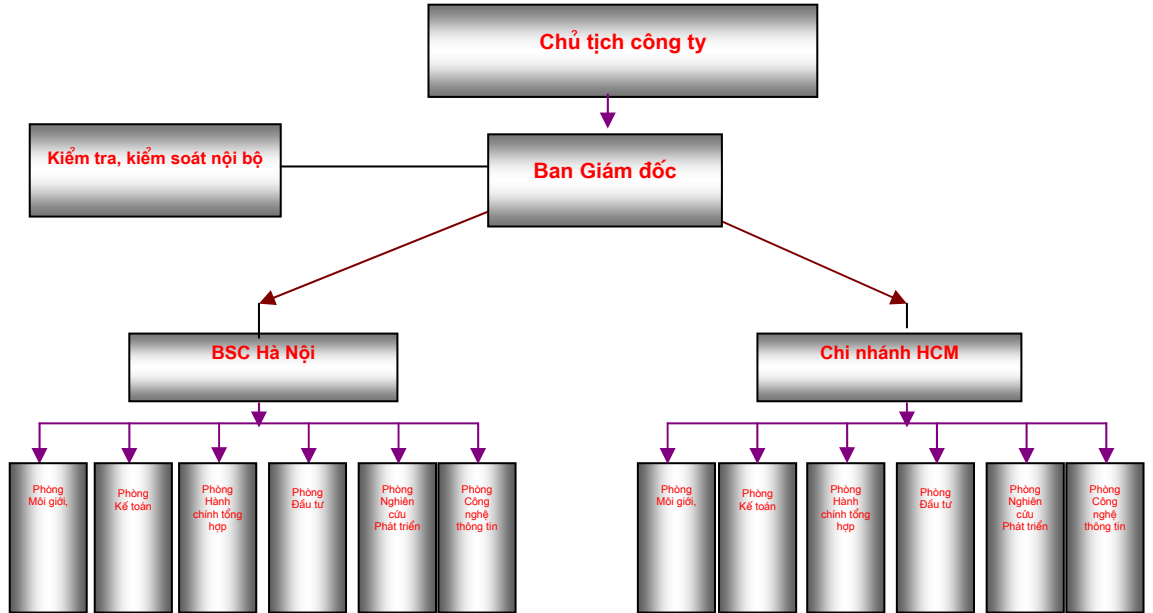 Chủ tịch công ty
Kiểm tra, kiểm soát nội bộ
Ban Giám đốc
BSC Hà Nội
Chi nhánh HCM
Phòng
Môi giới,
Phòng
Kế toán
Phòng
Hành
chính tổng
hợp
Phòng
Đầu tư
Phòng
Nghiên
cứu
Phát triển
Phòng
Công
nghệ
thông tin
Phòng
Môi giới,
Phòng
Kế toán
Phòng
Hành
chính tổng
hợp
Phòng
Đầu tư
Phòng
Nghiên
cứu
Phát triển
Phòng
Công
nghệ
thông tin